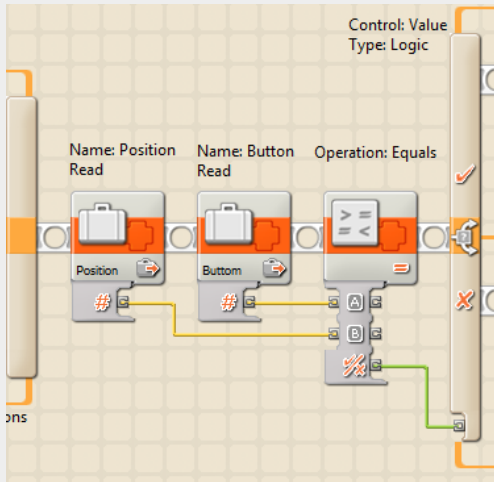 Control: Value
Type: Logic
Name: Position
Read
Name: Button
Read
Operation: Equals
Position
Buttom
> =
= <
#
#
A
B
ons